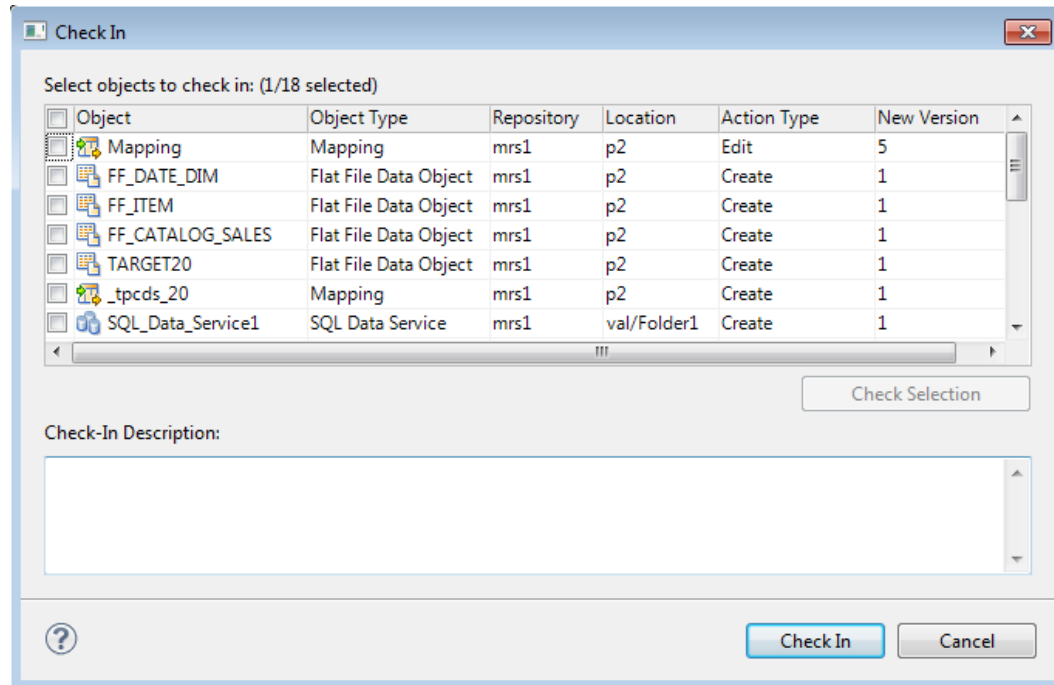 Check In
Select objects to check in: (1/18 selected)
Object Object Type Repository Location Action Type New Version
Mapping Mapping mrs1 p2 Edit 5
FF_DATE_DIM Flat File Data Object mrs1 p2 Create 1
FF_ITEM Flat File Data Object mrs1 p2 Create 1
FF_CATALOG_SALES Flat File Data Object mrs1 p2 Create 1
TARGET20 Flat File Data Object mrs1 p2 Create 1
_tpcds_20 Mapping mrs1 p2 Create 1
SQL_Data_Service1 SQL Data Service mrs1 val/Folder1 Create 1
Check Selection
Check-In Description:
Check In Cancel